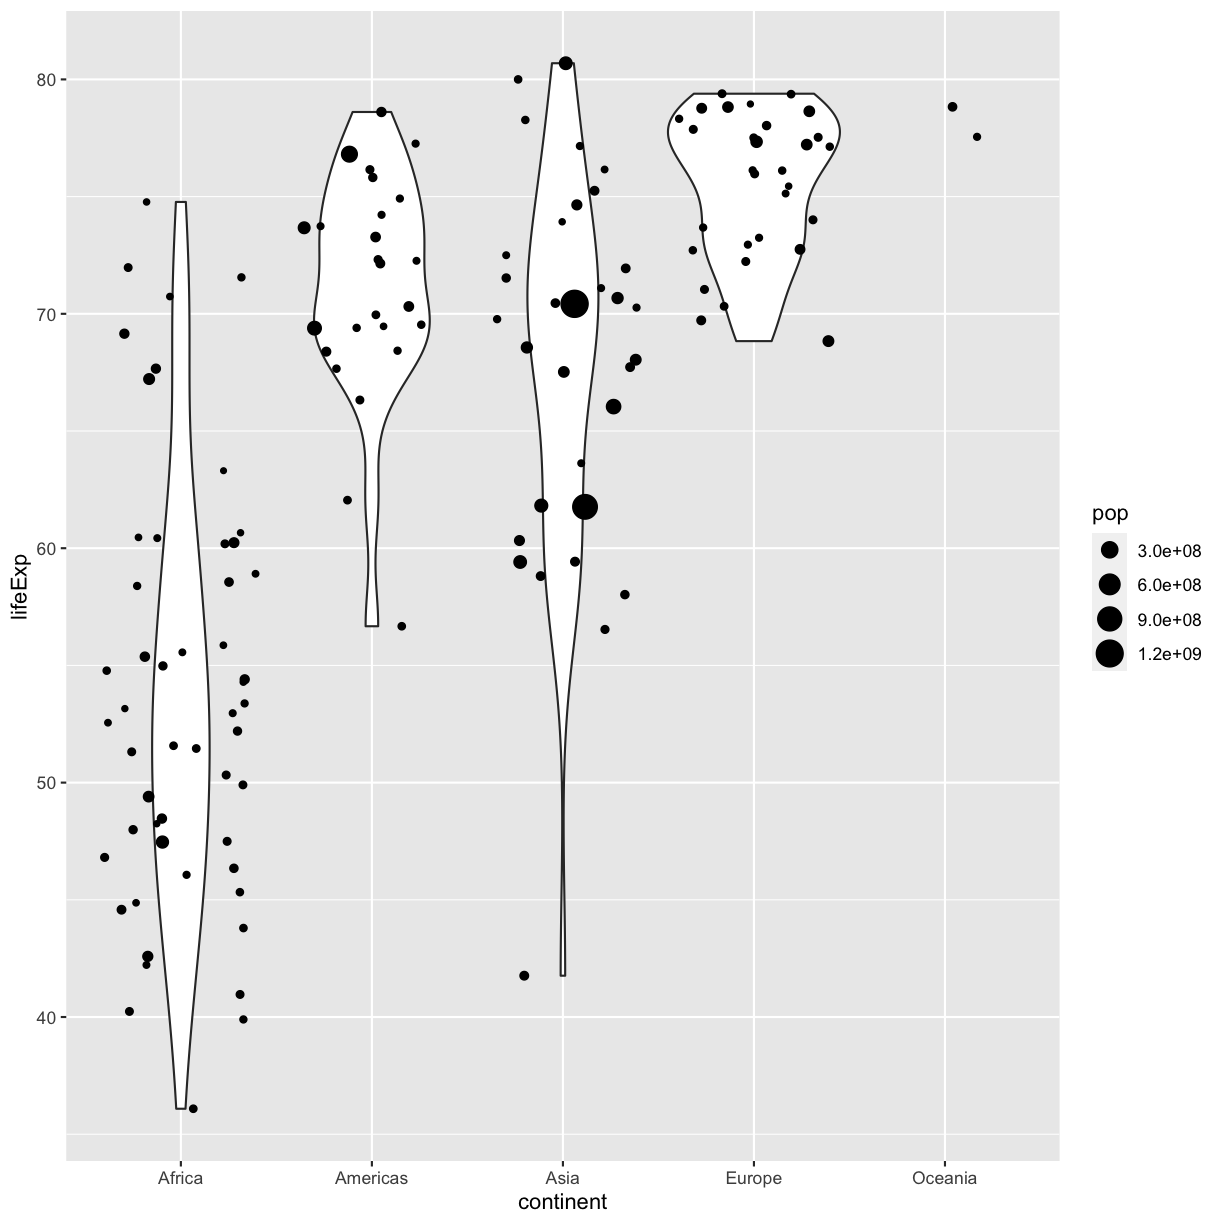 80
70
60
50
40
lifeExp
Africa
Americas
Asia
Europe
Oceania
continent
pop
3.0e+08
6.0e+08
9.0e+08
1.2e+09